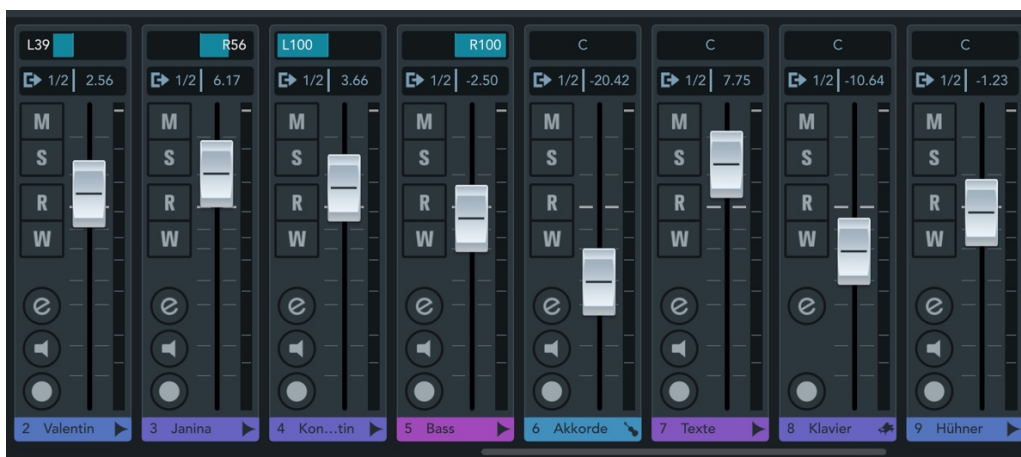 L39 R56 L100 R100 C C C C
1/2 2.56 1/2 6.17 1/2 3.66 1/2 -2.50 1/2 -20.42 1/2 7.75 1/2 -10.64 1/2 -1.23
M M M M M M M M
S S S S S S S S
R R R R R R R R
W W W W W W W W
e e e e e e e e
2 Valentin 3 Janina 4 Kon...tin 5 Bass 6 Akkorde 7 Texte 8 Klavier 9 Hühner